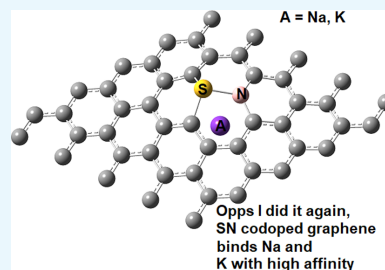 A = Na, K
S
N
A
Opps I did it again,
SN codoped graphene
binds Na and
K with high affinity